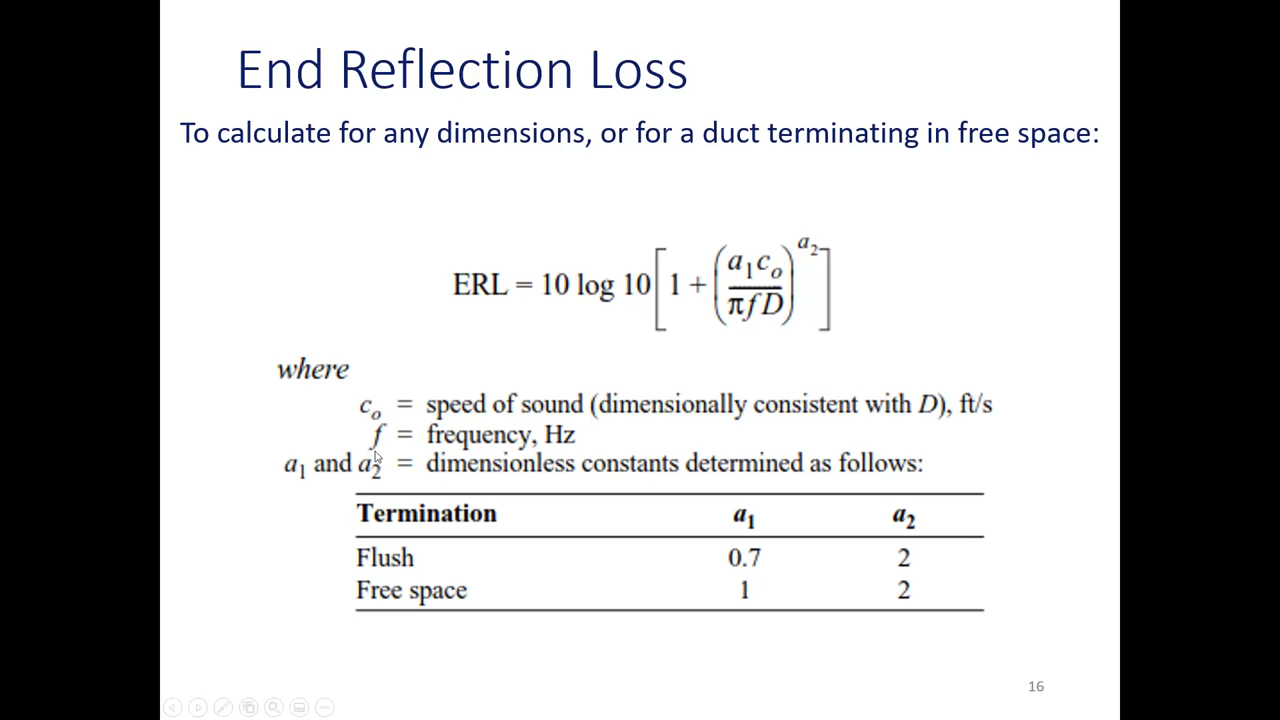 End Reflection Loss
To calculate for any dimensions, or for a duct terminating in free space:
ERL = 10 log 10[1 + (a₁cₒ/πfD)^a₂]
where
cₒ = speed of sound (dimensionally consistent with D), ft/s
f = frequency, Hz
a₁ and a₂ = dimensionless constants determined as follows:
Termination a₁ a₂
Flush 0.7 2
Free space 1 2
16